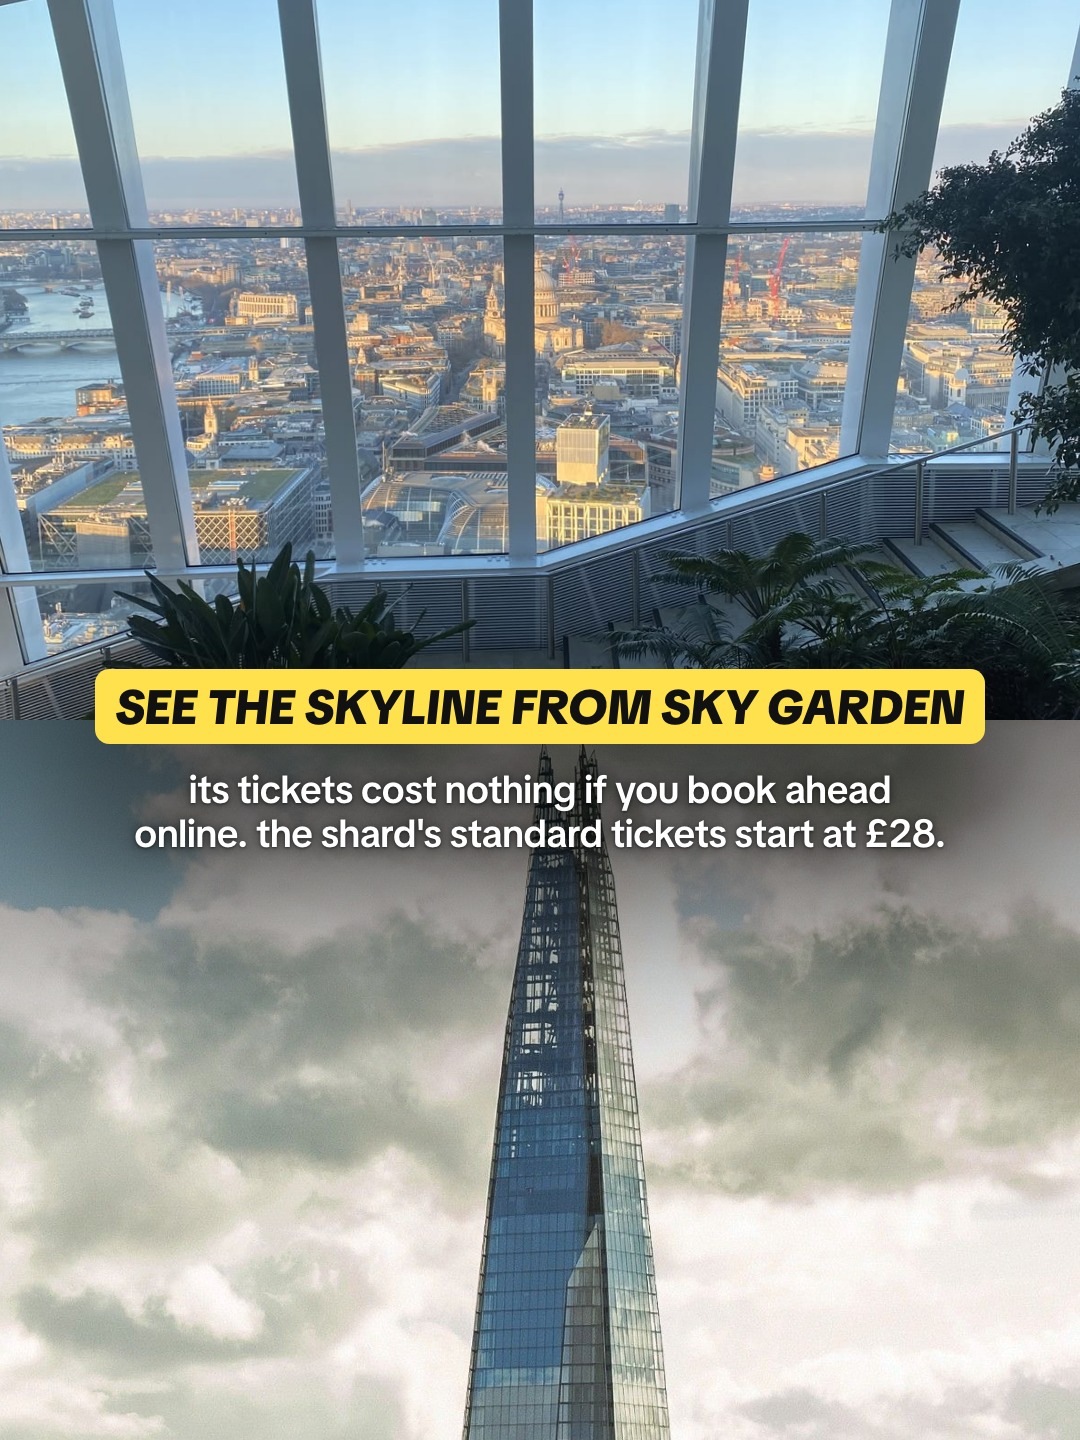 SEE THE SKYLINE FROM SKY GARDEN
its tickets cost nothing if you book ahead
online. the shard's standard tickets start at £28.